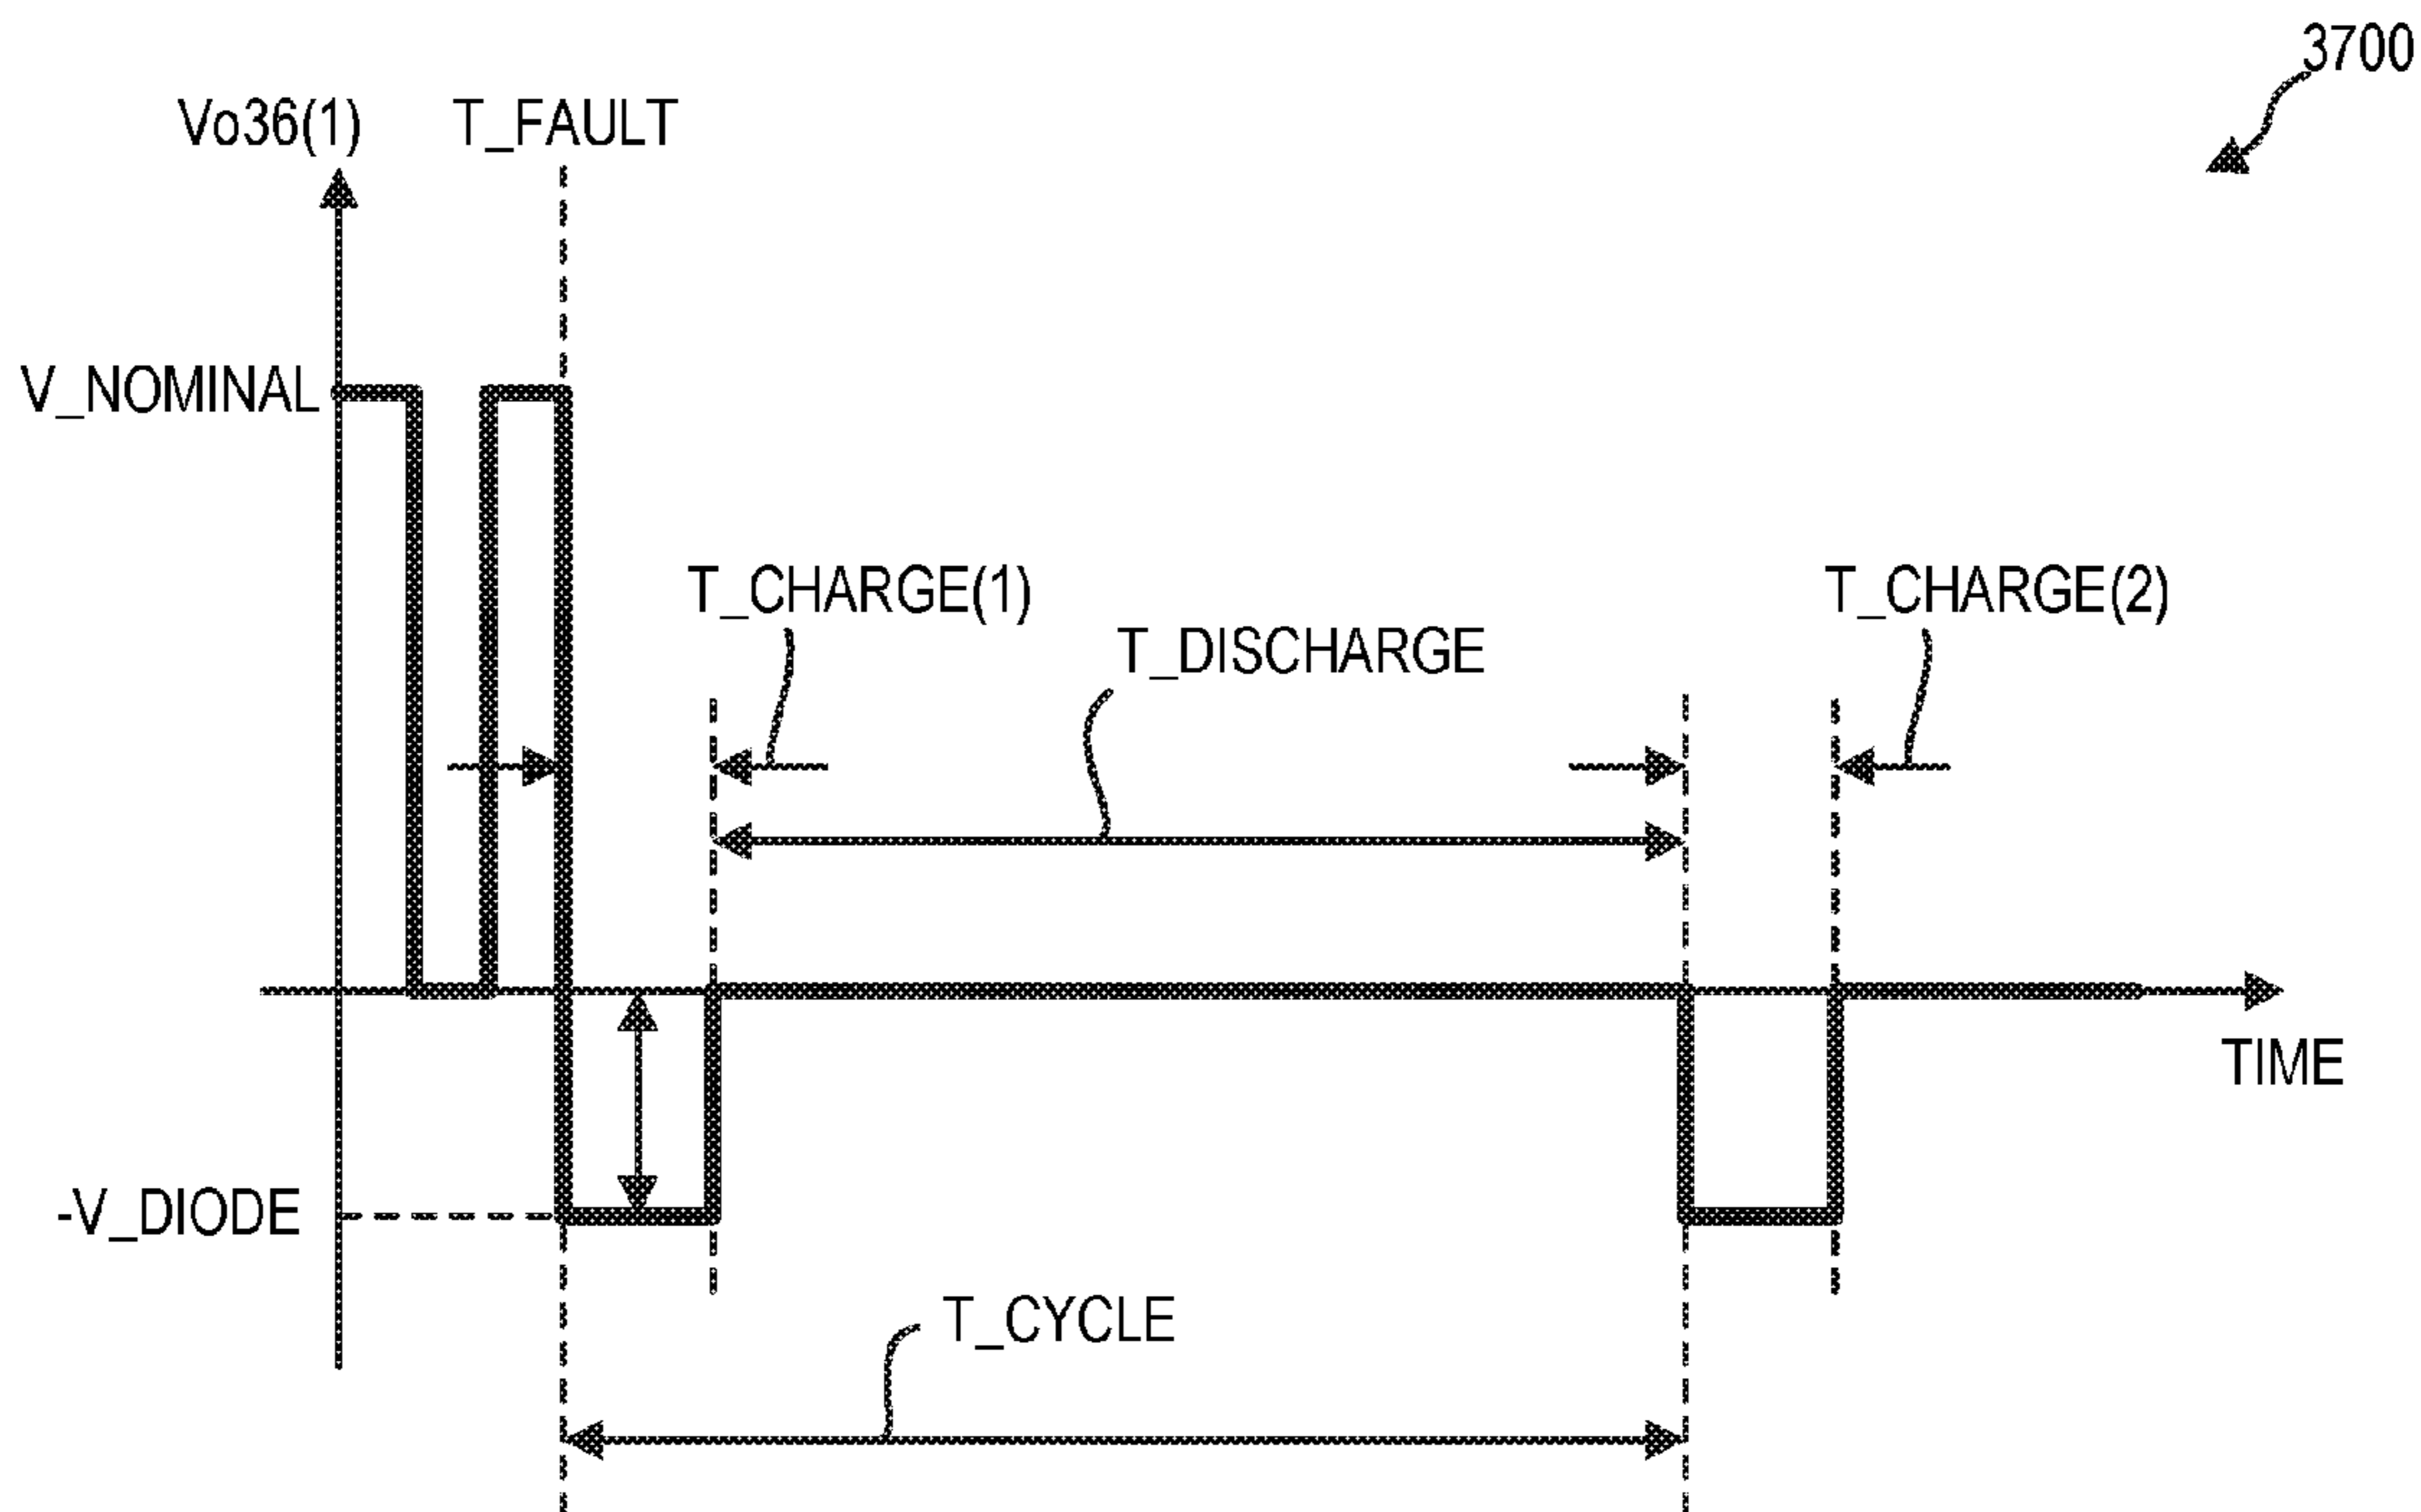 3700
Vo36(1)
T_FAULT
V_NOMINAL
T_CHARGE(1)
T_CHARGE(2)
T_DISCHARGE
TIME
-V_DIODE
T_CYCLE